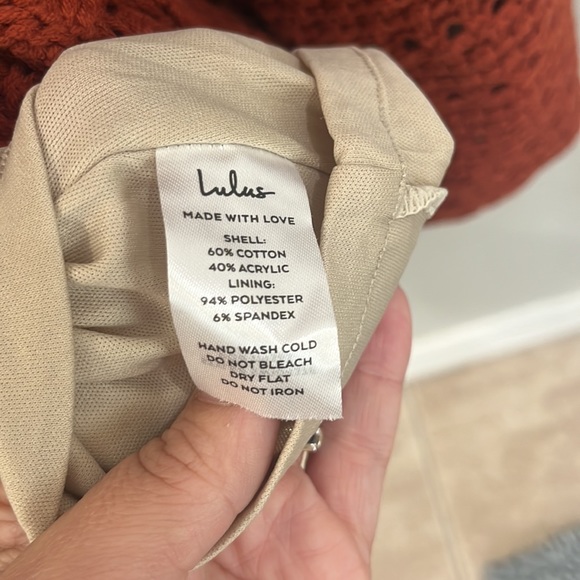 Lulus
MADE WITH LOVE
SHELL:
60% COTTON
40% ACRYLIC
LINING:
94% POLYESTER
6% SPANDEX
HAND WASH COLD
DO NOT BLEACH
DRY FLAT
DO NOT IRON